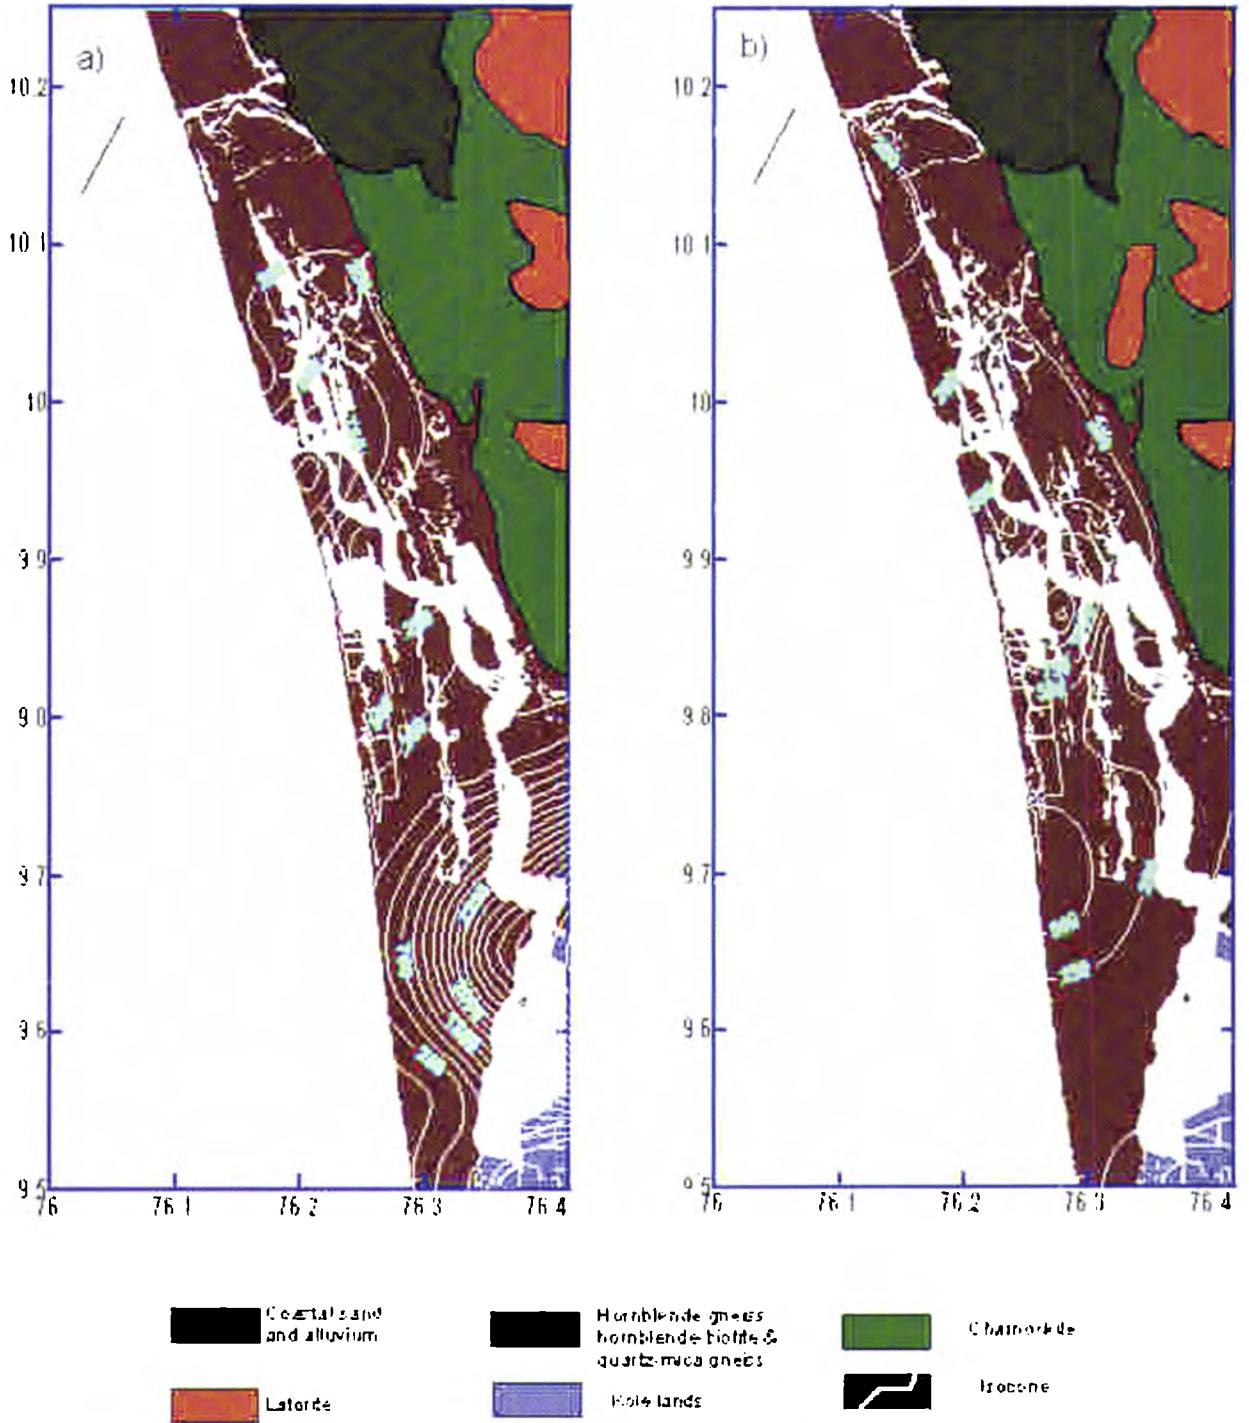 a)
b)
10.2
10.1
10
9.9
9.8
9.7
9.6
9.5
76
76.1
76.2
76.3
76.4
10.2
10.1
10
9.9
9.8
9.7
9.6
9.5
76
76.1
76.2
76.3
76.4
Coastal sand
and alluvium
Hornblende gneiss
hornblende biotite &
quartz-mica gneiss
Charnockite
Laterite
Kole lands
Isocone